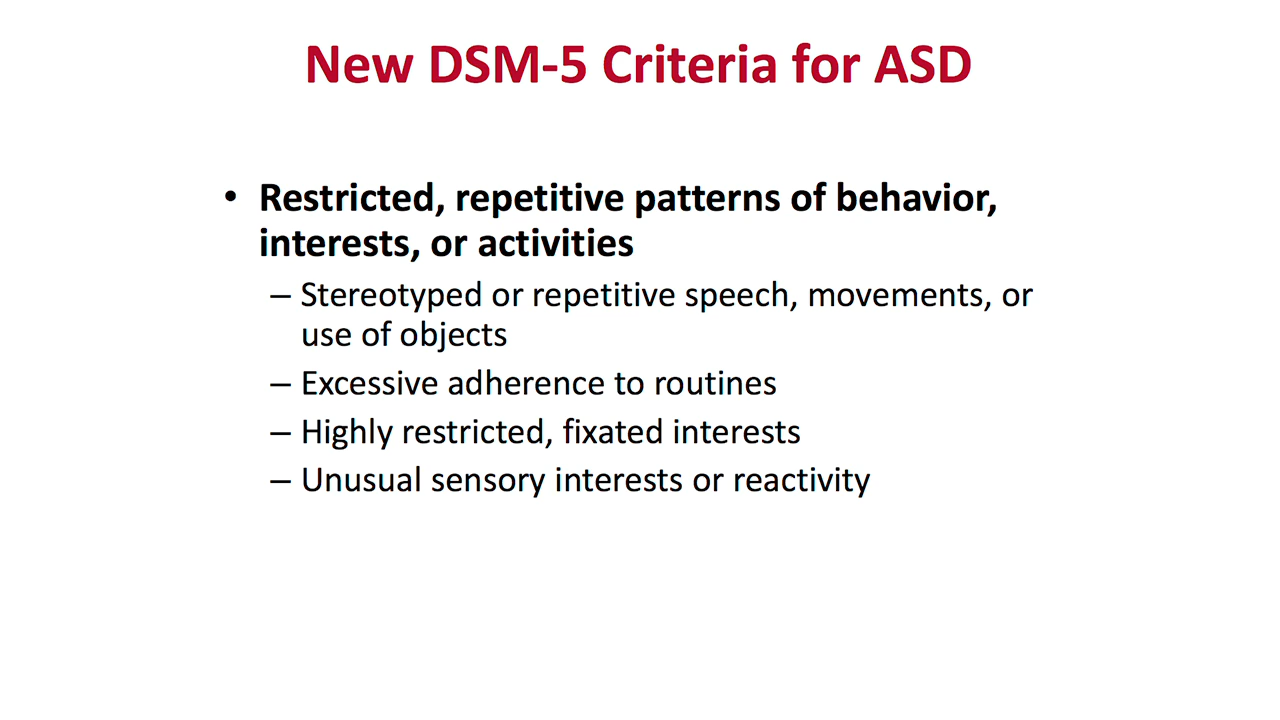 New DSM-5 Criteria for ASD
• Restricted, repetitive patterns of behavior,
interests, or activities
– Stereotyped or repetitive speech, movements, or
use of objects
– Excessive adherence to routines
– Highly restricted, fixated interests
– Unusual sensory interests or reactivity